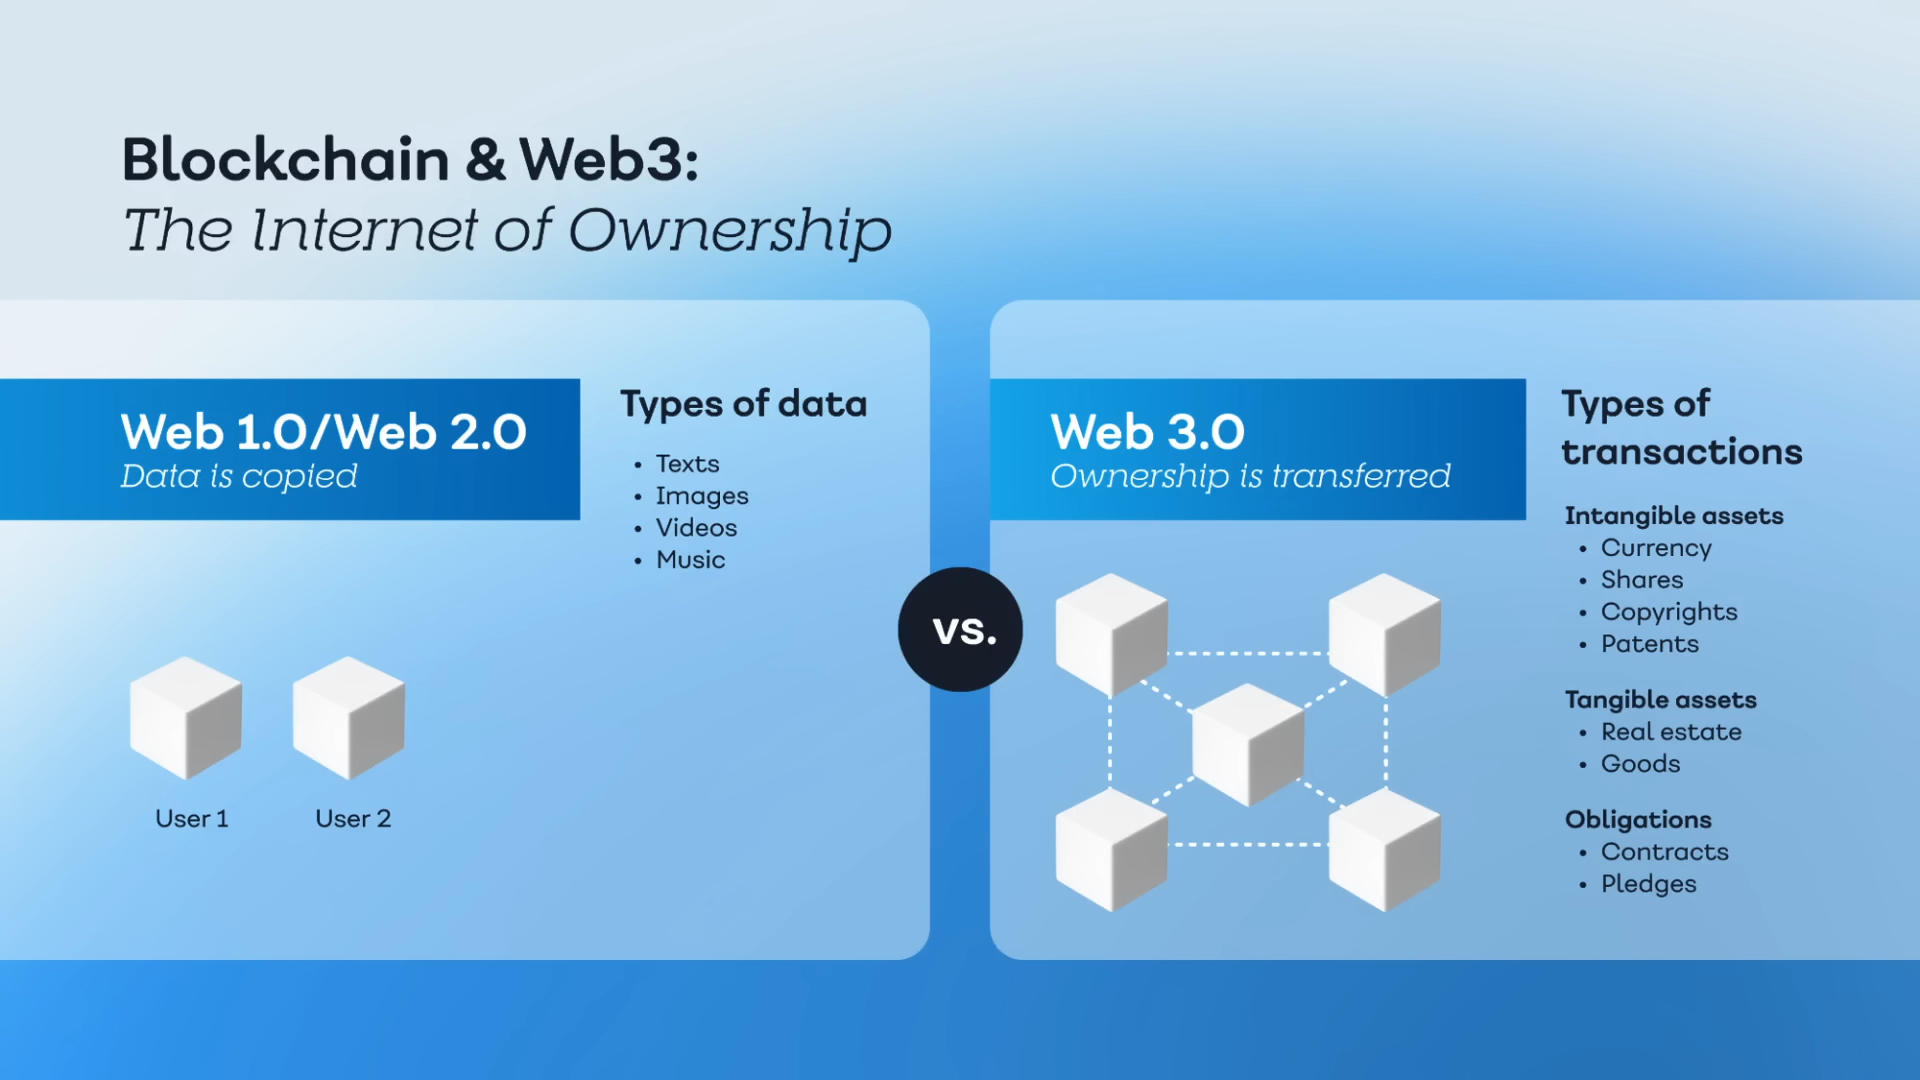 Blockchain & Web3:
The Internet of Ownership
Web 1.0/Web 2.0
Data is copied
Types of data
• Texts
• Images
• Videos
• Music
User 1
User 2
vs.
Web 3.0
Ownership is transferred
Types of
transactions
Intangible assets
• Currency
• Shares
• Copyrights
• Patents
Tangible assets
• Real estate
• Goods
Obligations
• Contracts
• Pledges